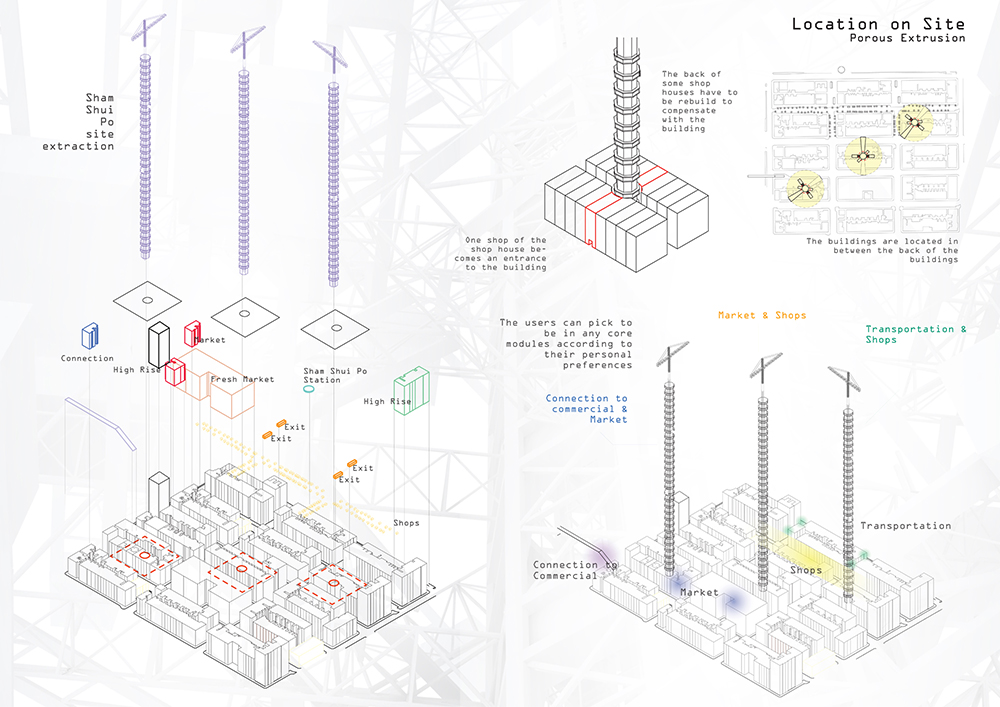 Location on Site
Porous Extrusion
Sham
Shui
Po
site
extraction
The back of
some shop
houses have to
be rebuild to
compensate
with the
building
One shop of the
shop house be-
comes an entrance
to the building
The buildings are located in
between the back of the
buildings
Connection
High Rise
Market
Fresh Market
Sham Shui Po
Station
High Rise
Exit
Exit
Exit
Exit
Shops
The users can pick to
be in any core
modules according to
their personal
preferences
Market & Shops
Transportation &
Shops
Connection to
commercial &
Market
Transportation
Shops
Connection to
Commercial
Market